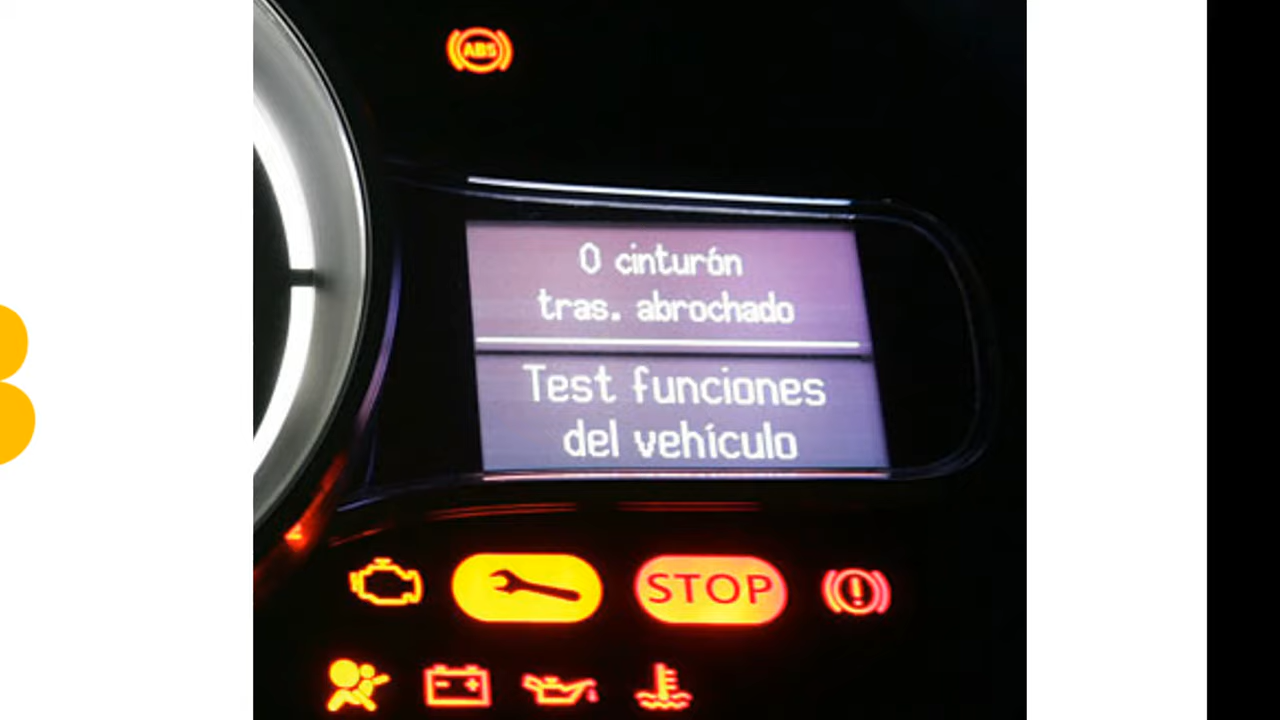 ABS
0 cinturón
tras. abrochado
Test funciones
del vehículo
STOP